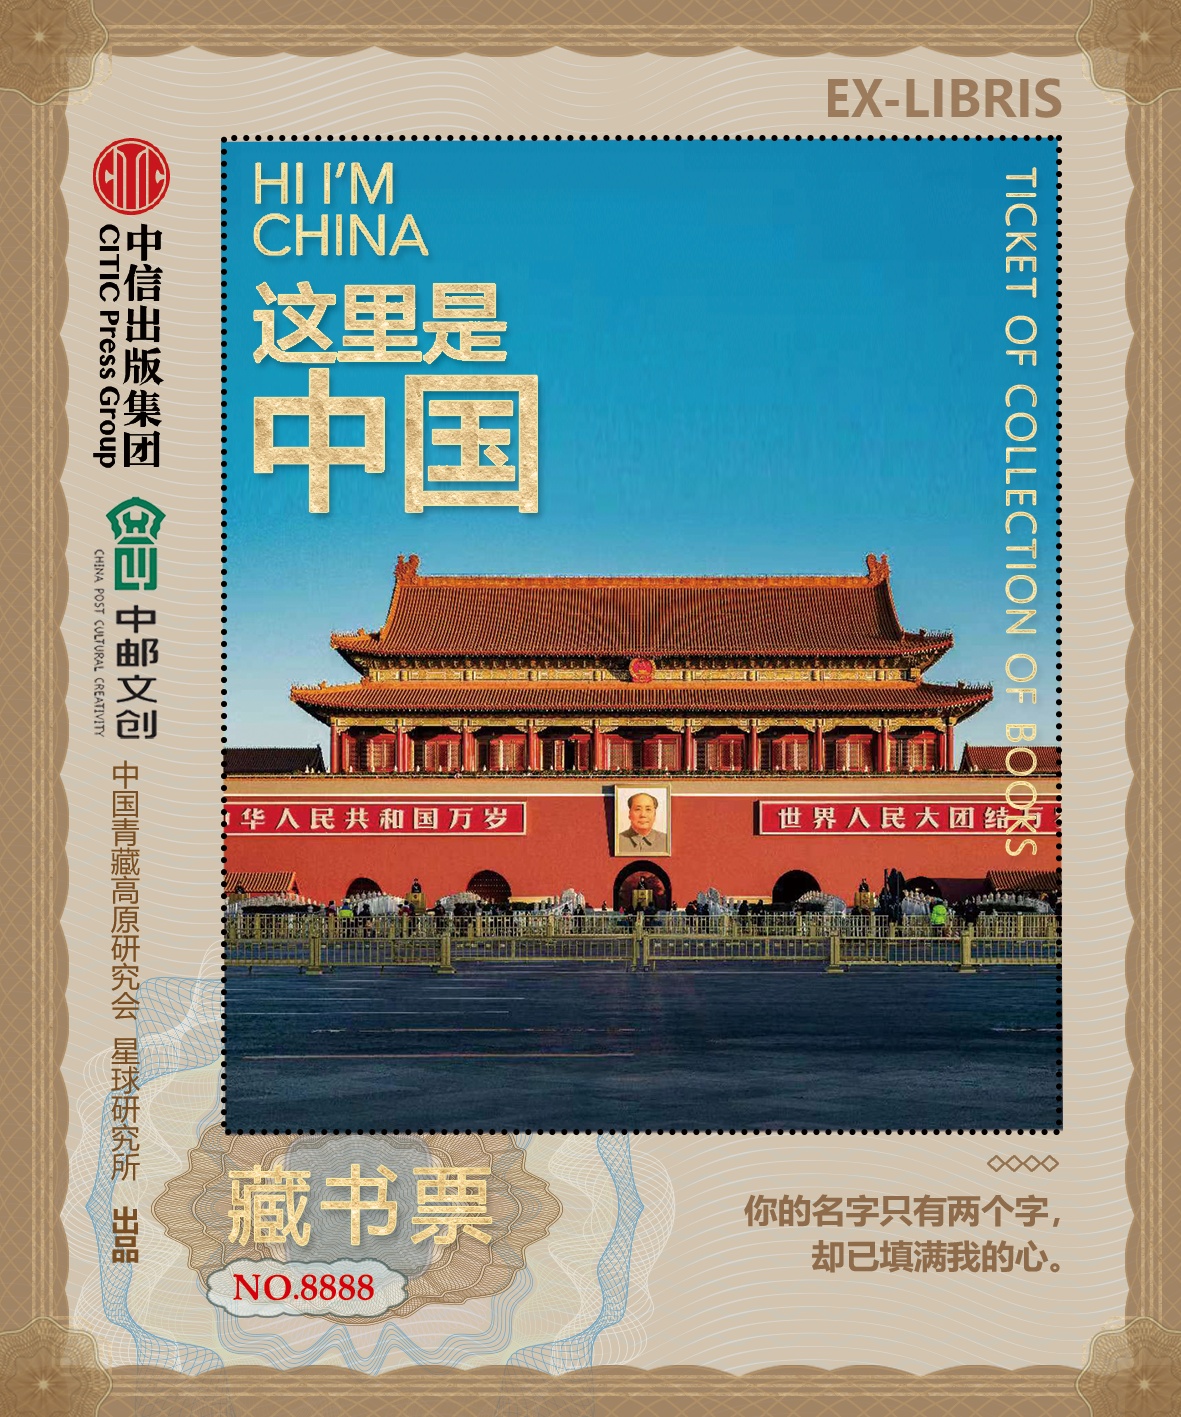 EX-LIBRIS
HI I'M
CHINA
这里是
中国
TICKET OF COLLECTION OF BOOKS
中信出版集团
CITIC Press Group
中邮文创
CHINA POST CULTURAL CREATIVITY
中国青藏高原研究会 星球研究所 出品
华人民共和国万岁
世界人民大团结万
藏书票
NO.8888
你的名字只有两个字，
却已填满我的心。